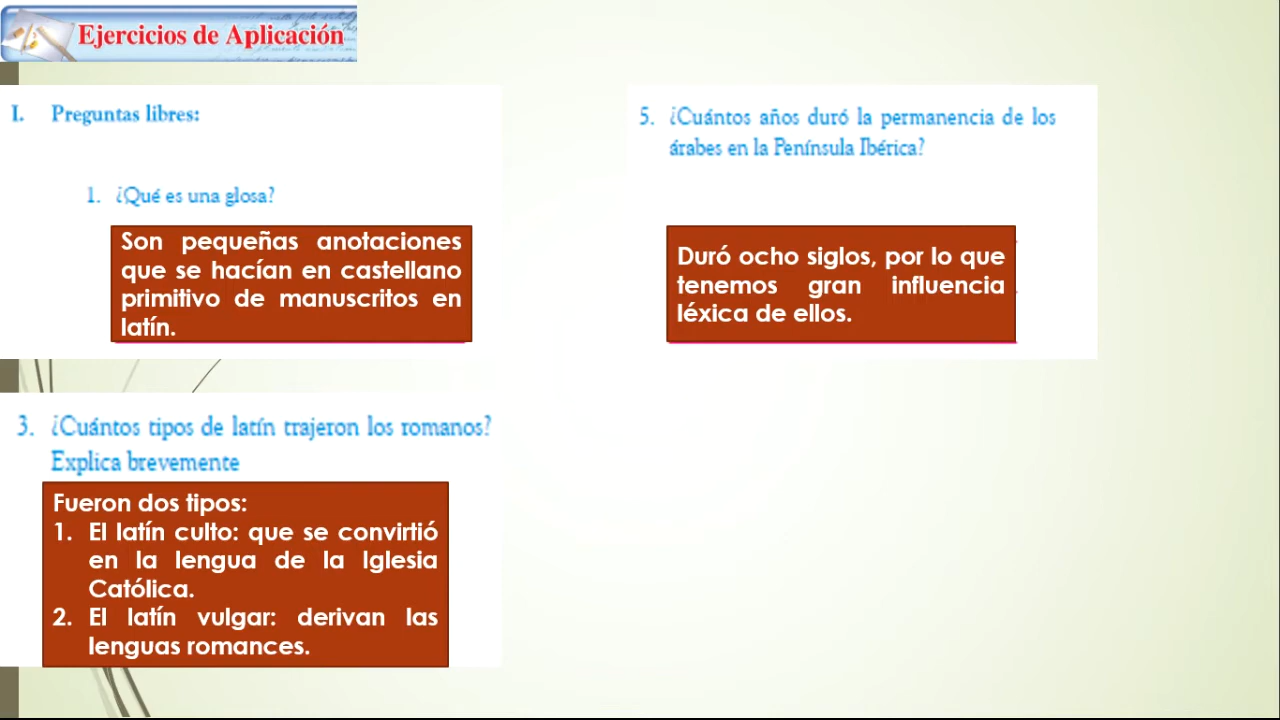 Ejercicios de Aplicación
I. Preguntas libres:
1. ¿Qué es una glosa?
Son pequeñas anotaciones
que se hacían en castellano
primitivo de manuscritos en
latín.
3. ¿Cuántos tipos de latín trajeron los romanos?
Explica brevemente
Fueron dos tipos:
1. El latín culto: que se convirtió
en la lengua de la Iglesia
Católica.
2. El latín vulgar: derivan las
lenguas romances.
5. ¿Cuántos años duró la permanencia de los
árabes en la Península Ibérica?
Duró ocho siglos, por lo que
tenemos gran influencia
léxica de ellos.